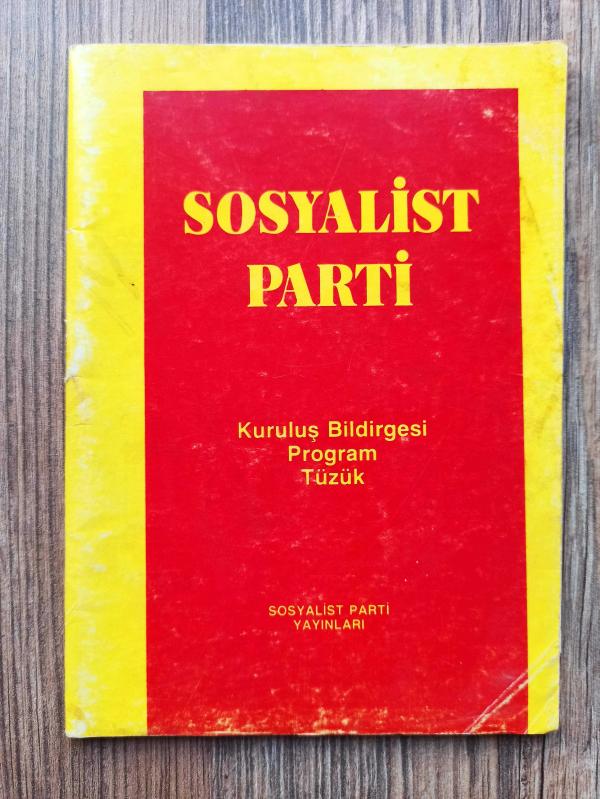 SOSYALİST
PARTİ
Kuruluş Bildirgesi
Program
Tüzük
SOSYALİST PARTİ
YAYINLARI